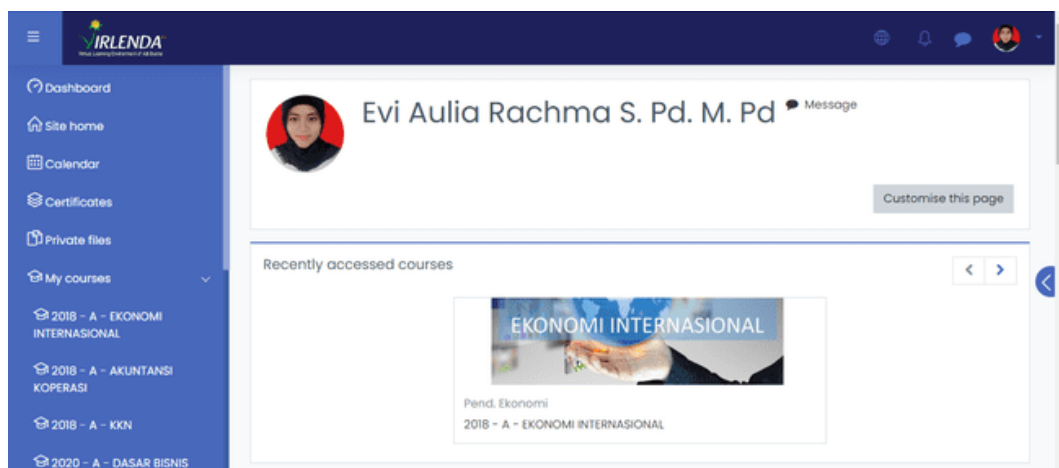 VIRLENDA
Dashboard
Site home
Calendar
Certificates
Private files
My courses
2018 - A - EKONOMI
INTERNASIONAL
2018 - A - AKUNTANSI
KOPERASI
2018 - A - KKN
2020 - A - DASAR BISNIS
Evi Aulia Rachma S. Pd. M. Pd
Message
Customise this page
Recently accessed courses
EKONOMI INTERNASIONAL
Pend. Ekonomi
2018 - A - EKONOMI INTERNASIONAL